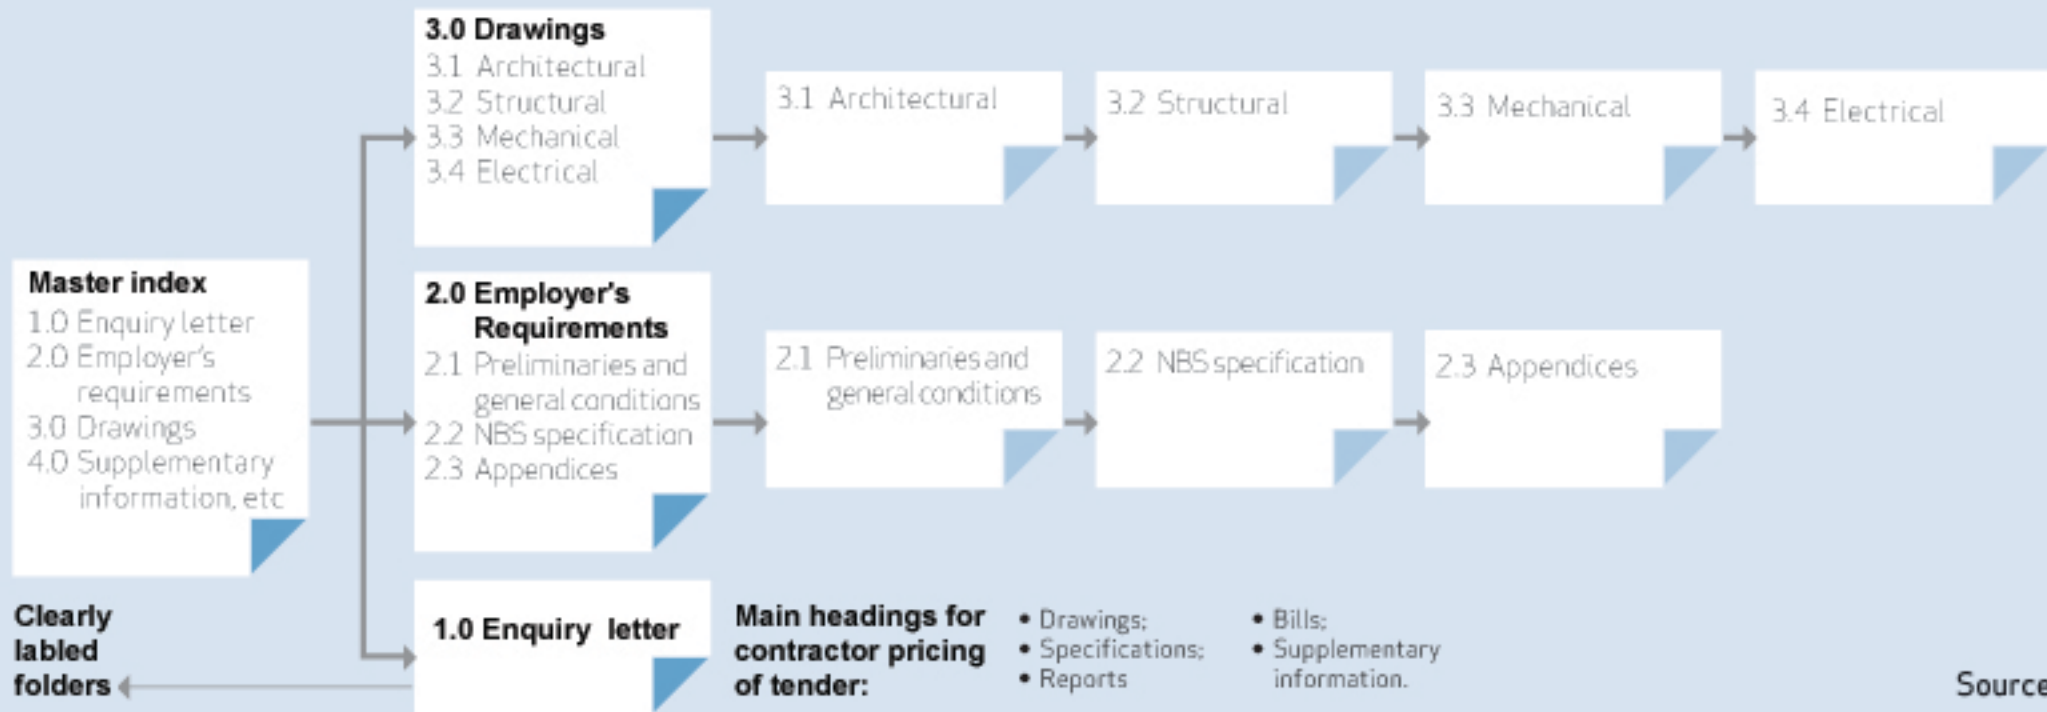 3.0 Drawings
3.1 Architectural
3.2 Structural
3.3 Mechanical
3.4 Electrical
3.1 Architectural
3.2 Structural
3.3 Mechanical
3.4 Electrical
Master index
1.0 Enquiry letter
2.0 Employer's
requirements
3.0 Drawings
4.0 Supplementary
information, etc
2.0 Employer's
Requirements
2.1 Preliminaries and
general conditions
2.2 NBS specification
2.3 Appendices
2.1 Preliminaries and
general conditions
2.2 NBS specification
2.3 Appendices
Clearly
labled
folders
1.0 Enquiry letter
Main headings for
contractor pricing
of tender:
• Drawings;
• Specifications;
• Reports
• Bills;
• Supplementary
information.
Source